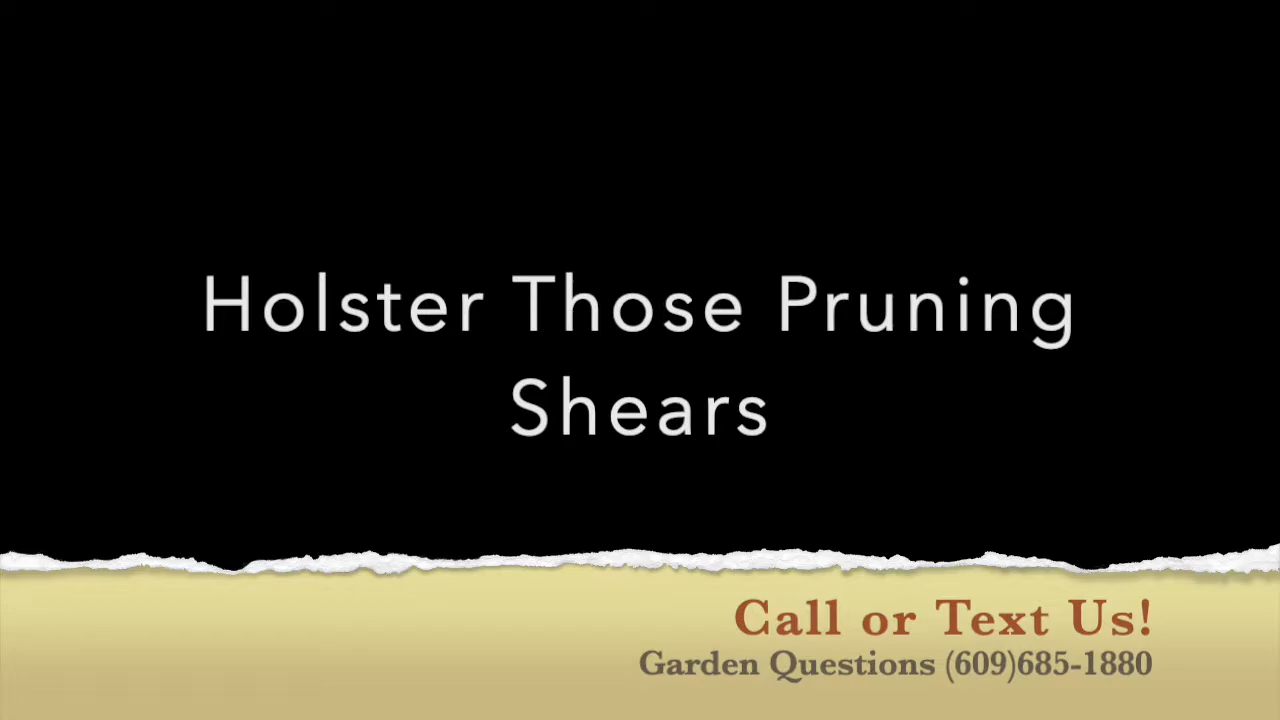 Holster Those Pruning
Shears
Call or Text Us!
Garden Questions (609)685-1880